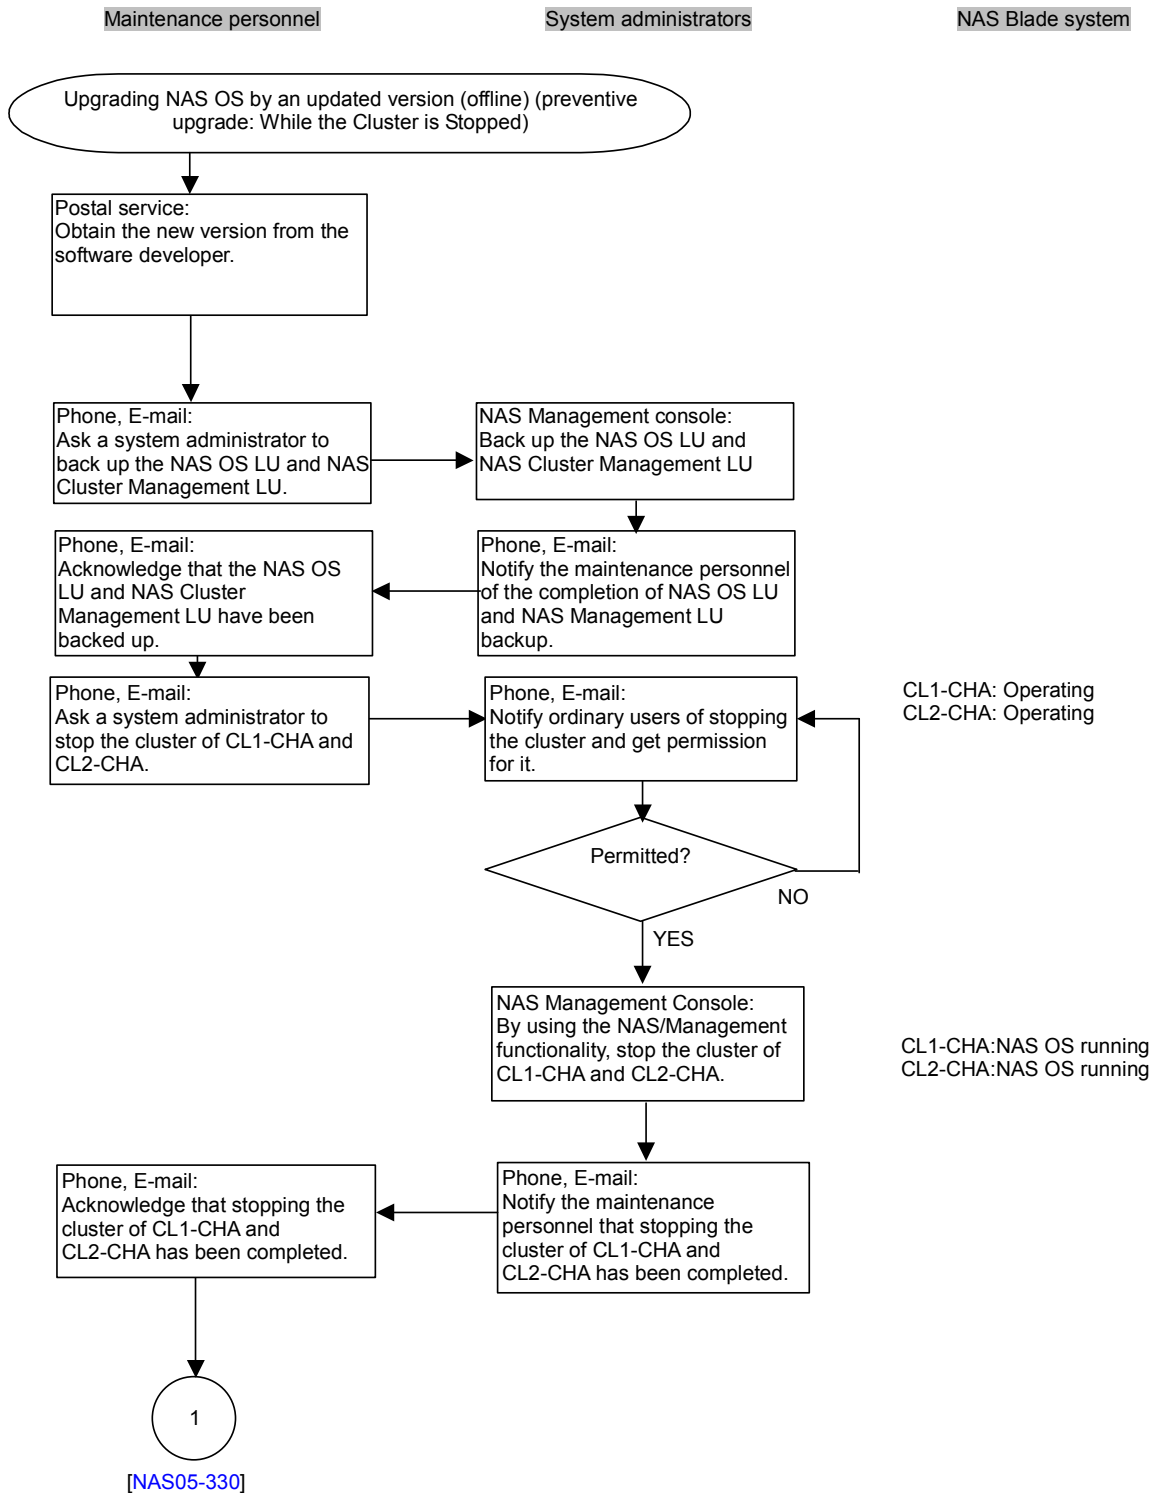 Maintenance personnel
System administrators
NAS Blade system
Upgrading NAS OS by an updated version (offline) (preventive
upgrade: While the Cluster is Stopped)
Postal service:
Obtain the new version from the
software developer.
Phone, E-mail:
Ask a system administrator to
back up the NAS OS LU and NAS
Cluster Management LU.
NAS Management console:
Back up the NAS OS LU and
NAS Cluster Management LU
Phone, E-mail:
Acknowledge that the NAS OS
LU and NAS Cluster
Management LU have been
backed up.
Phone, E-mail:
Notify the maintenance personnel
of the completion of NAS OS LU
and NAS Management LU
backup.
Phone, E-mail:
Ask a system administrator to
stop the cluster of CL1-CHA and
CL2-CHA.
Phone, E-mail:
Notify ordinary users of stopping
the cluster and get permission
for it.
CL1-CHA: Operating
CL2-CHA: Operating
Permitted?
NO
YES
NAS Management Console:
By using the NAS/Management
functionality, stop the cluster of
CL1-CHA and CL2-CHA.
CL1-CHA:NAS OS running
CL2-CHA:NAS OS running
Phone, E-mail:
Acknowledge that stopping the
cluster of CL1-CHA and
CL2-CHA has been completed.
Phone, E-mail:
Notify the maintenance
personnel that stopping the
cluster of CL1-CHA and
CL2-CHA has been completed.
1
[NAS05-330]